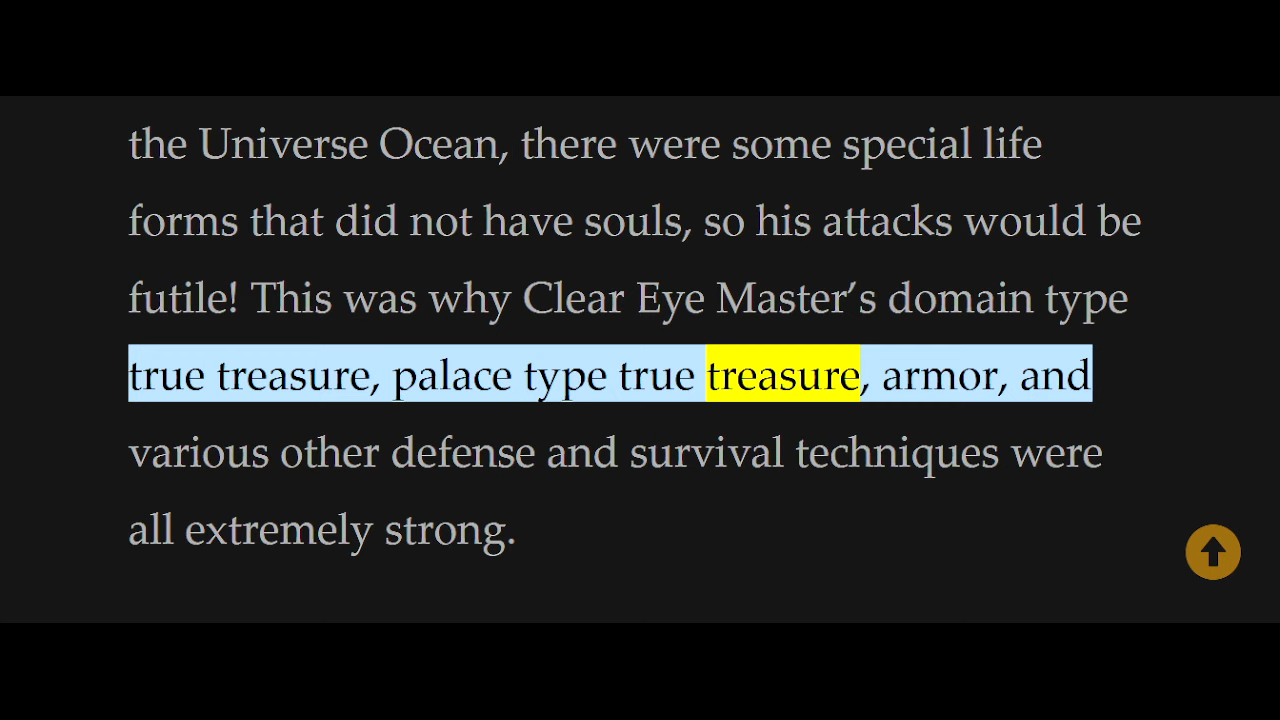 the Universe Ocean, there were some special life
forms that did not have souls, so his attacks would be
futile! This was why Clear Eye Master’s domain type
true treasure, palace type true treasure, armor, and
various other defense and survival techniques were
all extremely strong.